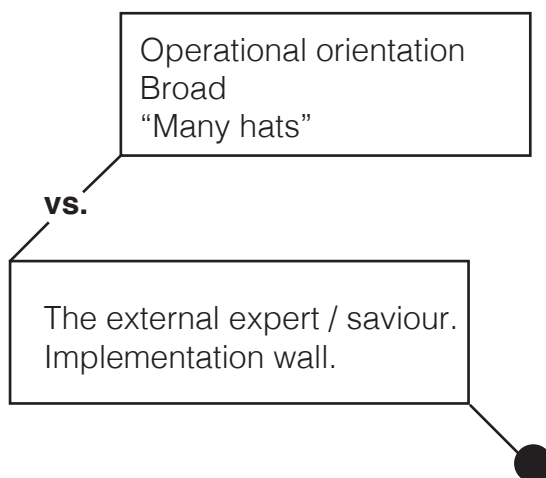 Operational orientation
Broad
“Many hats”
vs.
The external expert / saviour.
Implementation wall.